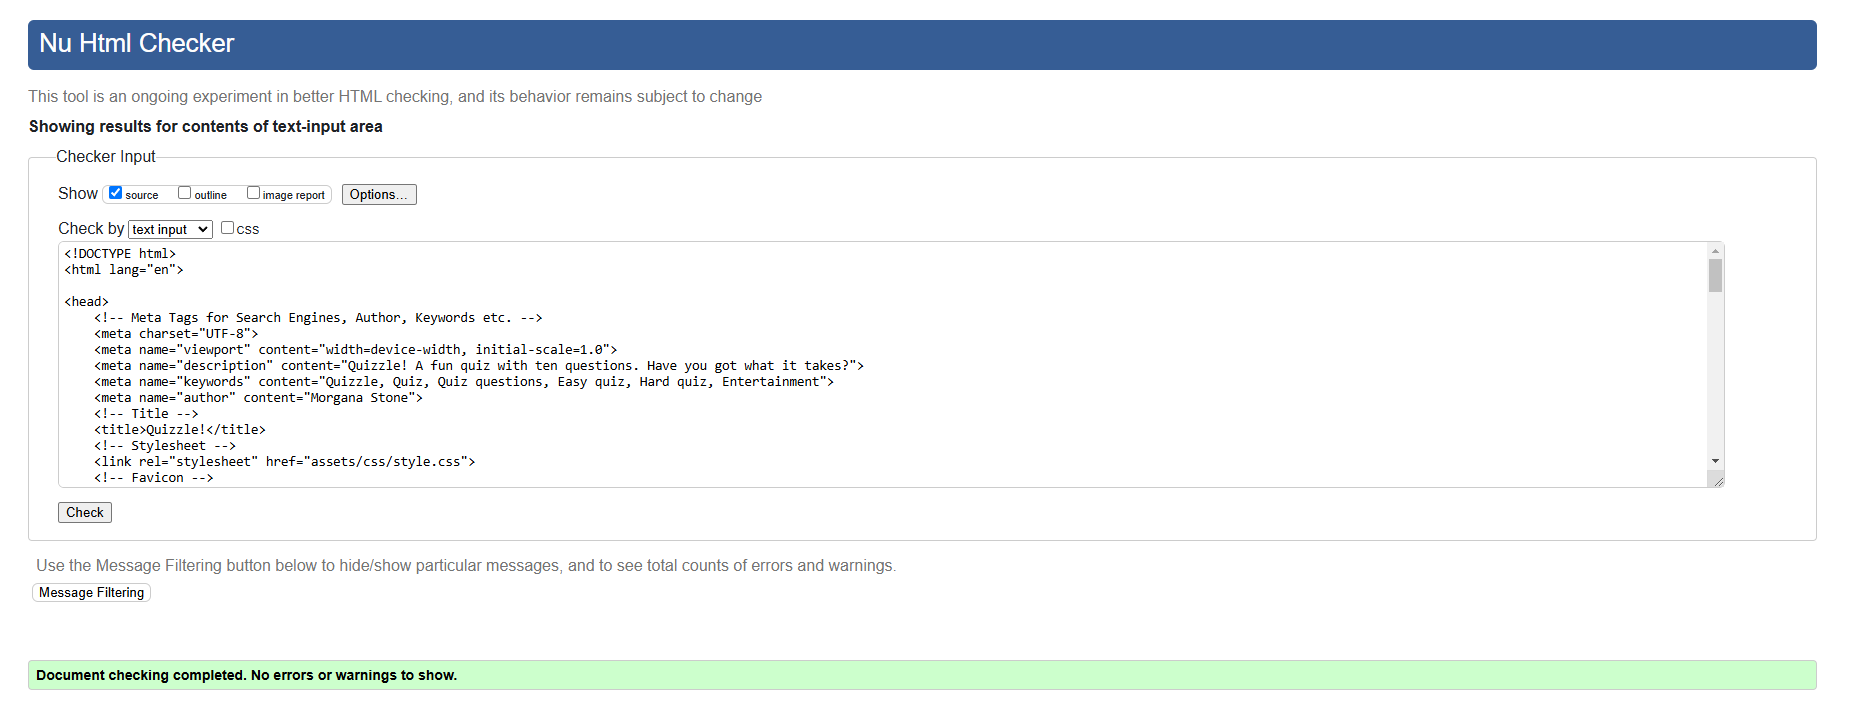 Nu Html Checker
This tool is an ongoing experiment in better HTML checking, and its behavior remains subject to change
Showing results for contents of text-input area
Checker Input
Show source outline image report Options...
Check by text input css
<!DOCTYPE html>
<html lang="en">
<head>
<!-- Meta Tags for Search Engines, Author, Keywords etc. -->
<meta charset="UTF-8">
<meta name="viewport" content="width=device-width, initial-scale=1.0">
<meta name="description" content="Quizzle! A fun quiz with ten questions. Have you got what it takes?">
<meta name="keywords" content="Quizzle, Quiz, Quiz questions, Easy quiz, Hard quiz, Entertainment">
<meta name="author" content="Morgana Stone">
<!-- Title -->
<title>Quizzle!</title>
<!-- Stylesheet -->
<link rel="stylesheet" href="assets/css/style.css">
<!-- Favicon -->
Check
Use the Message Filtering button below to hide/show particular messages, and to see total counts of errors and warnings.
Message Filtering
Document checking completed. No errors or warnings to show.